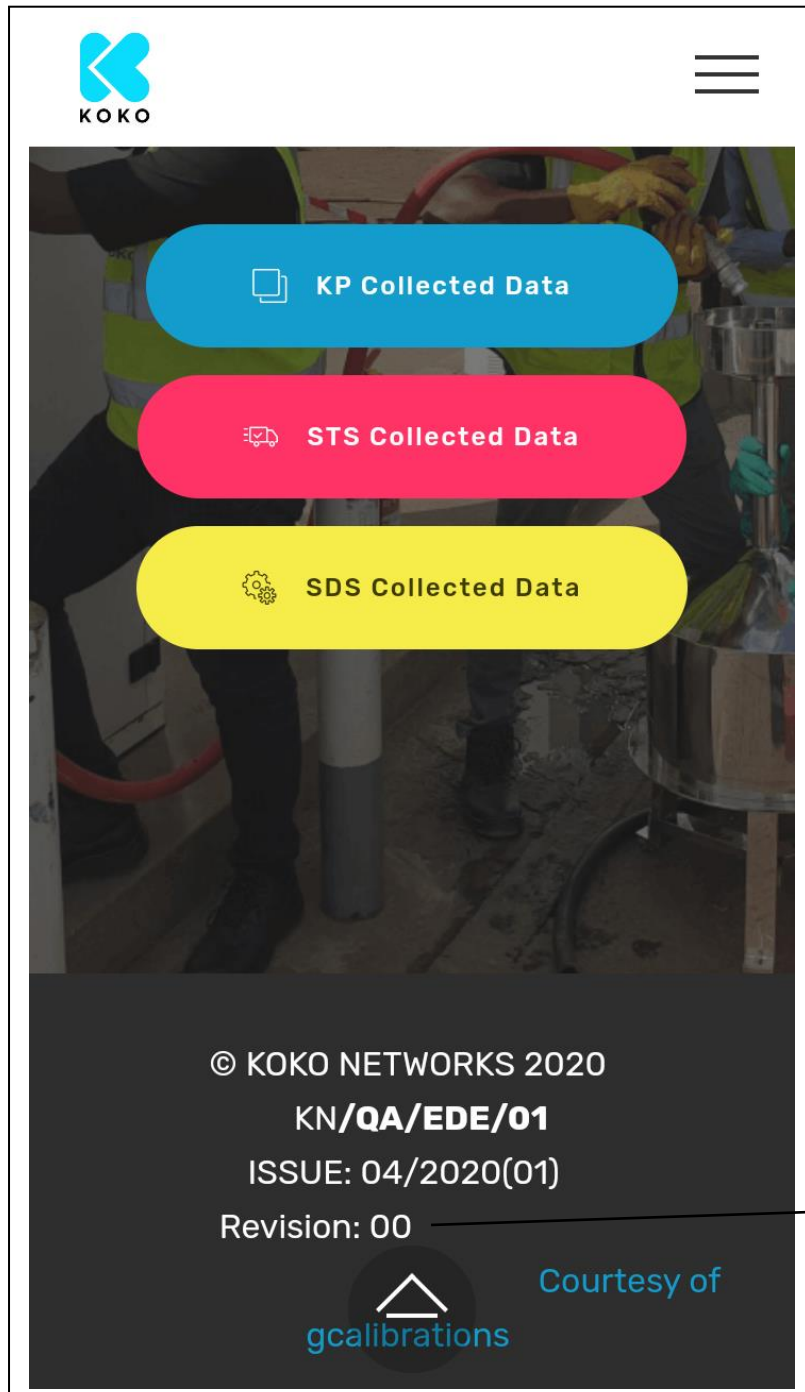 KOKO
KP Collected Data
STS Collected Data
SDS Collected Data
© KOKO NETWORKS 2020
KN/QA/EDE/01
ISSUE: 04/2020(01)
Revision: 00
Courtesy of
gcalibrations